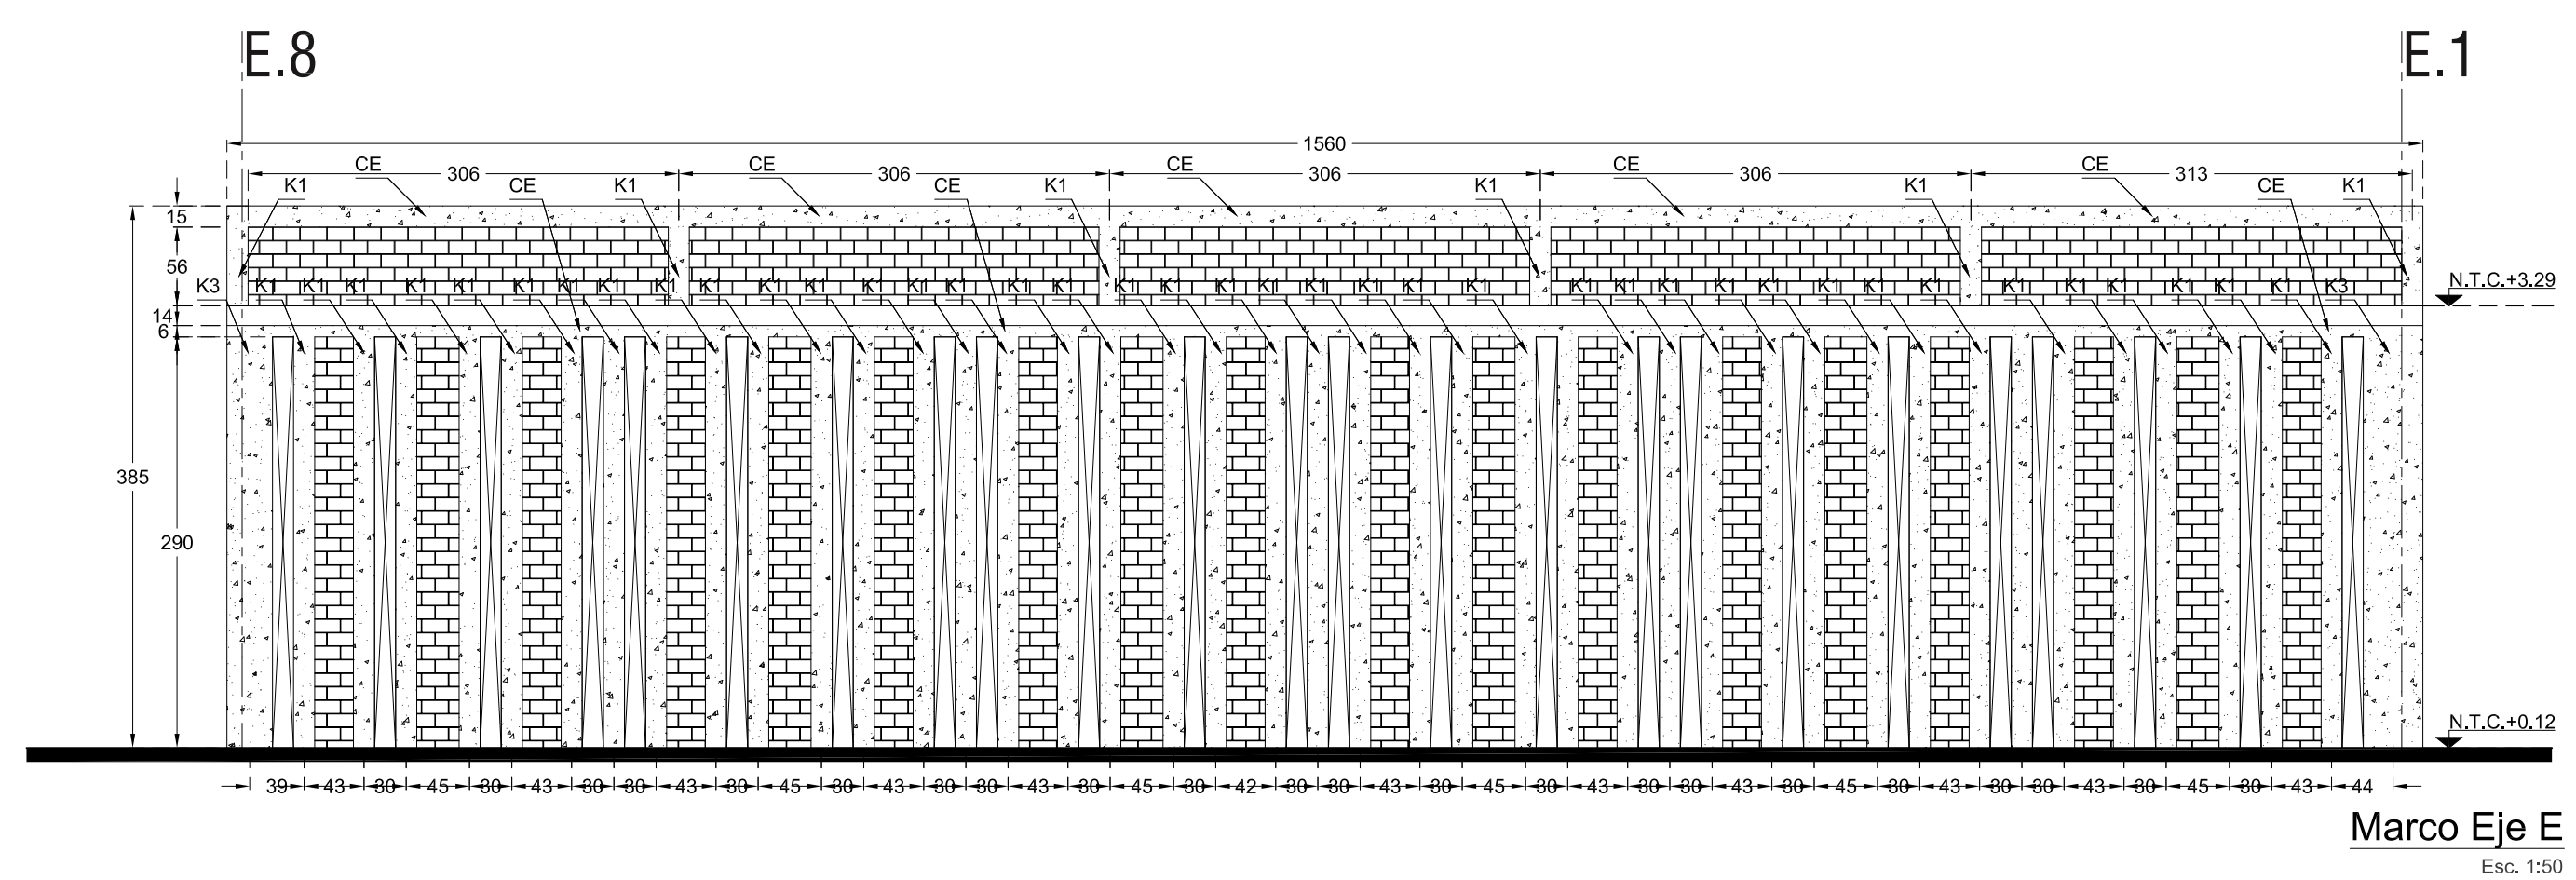 E.8 E.1
1560
CE 306 CE 306 CE 306 CE 306 CE 313
K1 CE K1 CE K1 K1 K1 CE K1
15
56
K3 K1 K1 K1 K1 K1 K1 K1 K1 K1 K1 K1 K1 K1 K1 K1 K1 K1 K1 K1 K1 K1 K1 K1 K1 K1 K1 K1 K1 K1 K1 K1 K1 K1 K1 K1 K1 K1 K1 K1 K3
N.T.C.+3.29
14
6
385
290
N.T.C.+0.12
39 43 30 45 30 43 30 30 43 30 45 30 43 30 30 43 30 45 30 42 30 30 43 30 45 30 43 30 30 43 30 45 30 43 30 30 43 30 45 30 43 44
Marco Eje E
Esc. 1:50